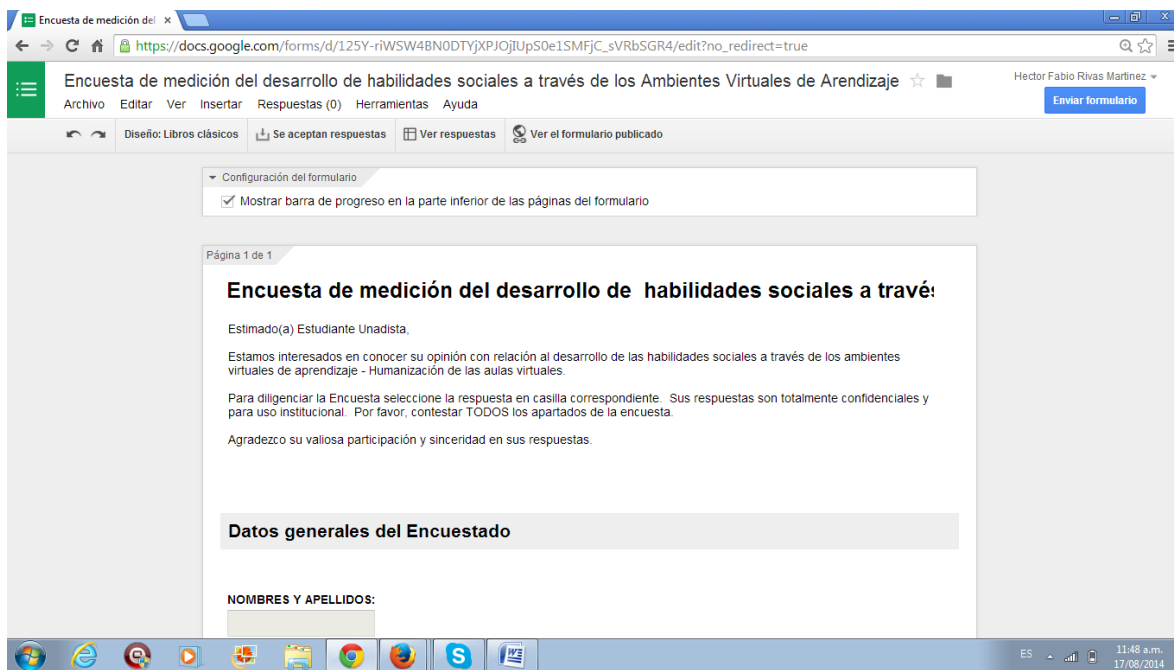 Encuesta de medición del
https://docs.google.com/forms/d/125Y-riWSW4BN0DTYjXPJOjIUpS0e1SMFjC_sVRbSGR4/edit?no_redirect=true
Encuesta de medición del desarrollo de habilidades sociales a través de los Ambientes Virtuales de Arendizaje
Hector Fabio Rivas Martinez
Archivo Editar Ver Insertar Respuestas (0) Herramientas Ayuda
Enviar formulario
Diseño: Libros clásicos Se aceptan respuestas Ver respuestas Ver el formulario publicado
Configuración del formulario
Mostrar barra de progreso en la parte inferior de las páginas del formulario
Página 1 de 1
Encuesta de medición del desarrollo de habilidades sociales a travé
Estimado(a) Estudiante Unadista,
Estamos interesados en conocer su opinión con relación al desarrollo de las habilidades sociales a través de los ambientes
virtuales de aprendizaje - Humanización de las aulas virtuales.
Para diligenciar la Encuesta seleccione la respuesta en casilla correspondiente. Sus respuestas son totalmente confidenciales y
para uso institucional. Por favor, contestar TODOS los apartados de la encuesta.
Agradezco su valiosa participación y sinceridad en sus respuestas.
Datos generales del Encuestado
NOMBRES Y APELLIDOS:
ES
11:48 a.m.
17/08/2014